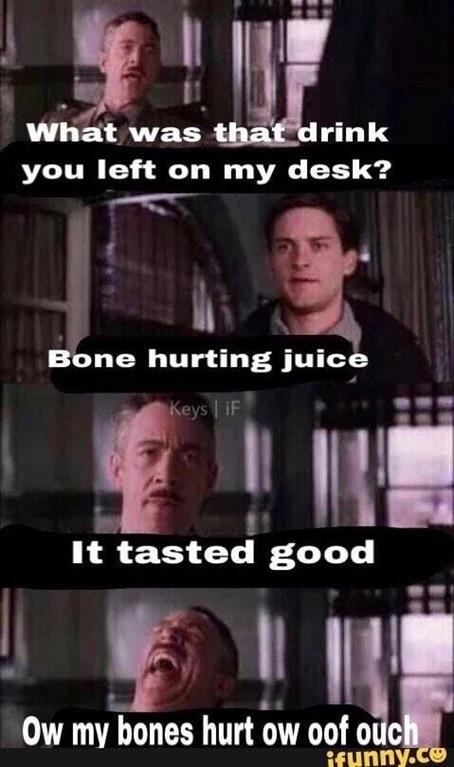 What was that drink
you left on my desk?
Bone hurting juice
Keys | iF
It tasted good
Ow my bones hurt ow oof ouch
ifunny.co